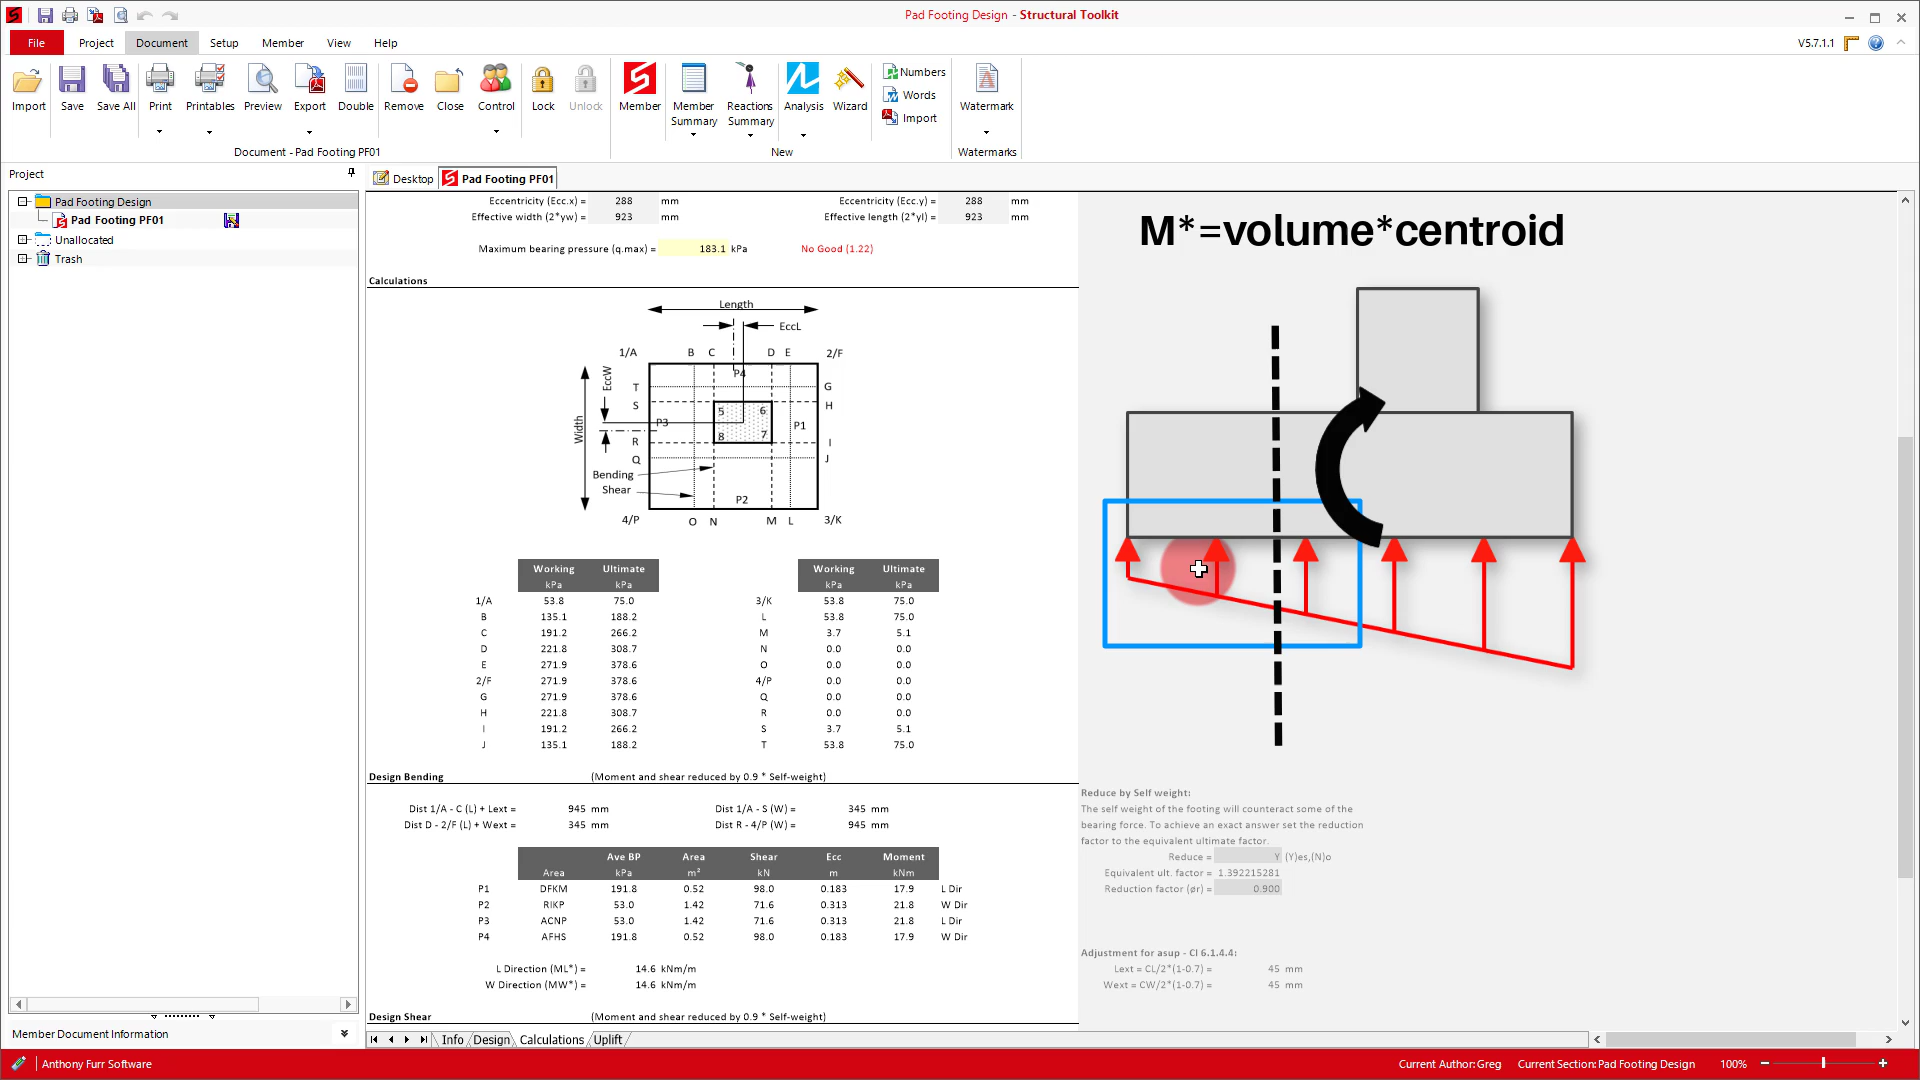 Pad Footing Design - Structural Toolkit
File Project Document Setup Member View Help V5.7.1.1
Import Save Save All Print Printables Preview Export Double Remove Close Control Lock Unlock Member Member Summary Reactions Summary Analysis Wizard Numbers Words Import Watermark
Document - Pad Footing PF01 New Watermarks
Project
Pad Footing Design
Pad Footing PF01
Unallocated
Trash
Desktop Pad Footing PF01
Eccentricity (Ecc.x) = 288 mm Eccentricity (Ecc.y) = 288 mm
Effective width (2*yw) = 923 mm Effective length (2*yl) = 923 mm
Maximum bearing pressure (q.max) = 183.1 kPa No Good (1.22)
M*=volume*centroid
Calculations
Length
EccL
1/A B C D E 2/F
P4
EccW
T G
S H
5 6
Width
P3 P1
8 7
R I
Q J
Bending
Shear
P2
4/P O N M L 3/K
Working Ultimate Working Ultimate
kPa kPa kPa kPa
1/A 53.8 75.0 3/K 53.8 75.0
B 135.1 188.2 L 53.8 75.0
C 191.2 266.2 M 3.7 5.1
D 221.8 308.7 N 0.0 0.0
E 271.9 378.6 O 0.0 0.0
2/F 271.9 378.6 4/P 0.0 0.0
G 271.9 378.6 Q 0.0 0.0
H 221.8 308.7 R 0.0 0.0
I 191.2 266.2 S 3.7 5.1
J 135.1 188.2 T 53.8 75.0
Design Bending (Moment and shear reduced by 0.9 * Self-weight)
Dist 1/A - C (L) + Lext = 945 mm Dist 1/A - S (W) = 345 mm
Dist D - 2/F (L) + Wext = 345 mm Dist R - 4/P (W) = 945 mm
Ave BP Area Shear Ecc Moment
Area kPa m² kN m kNm
P1 DFKM 191.8 0.52 98.0 0.183 17.9 L Dir
P2 RIKP 53.0 1.42 71.6 0.313 21.8 W Dir
P3 ACNP 53.0 1.42 71.6 0.313 21.8 L Dir
P4 AFHS 191.8 0.52 98.0 0.183 17.9 W Dir
L Direction (ML*) = 14.6 kNm/m
W Direction (MW*) = 14.6 kNm/m
Design Shear (Moment and shear reduced by 0.9 * Self-weight)
Reduce by Self weight:
The self weight of the footing will counteract some of the
bearing force. To achieve an exact answer set the reduction
factor to the equivalent ultimate factor.
Reduce = Y (Y)es,(N)o
Equivalent ult. factor = 1.392215281
Reduction factor (ør) = 0.900
Adjustment for asup - Cl 6.1.4.4:
Lext = CL/2*(1-0.7) = 45 mm
Wext = CW/2*(1-0.7) = 45 mm
Member Document Information
Info Design Calculations Uplift
Anthony Furr Software Current Author: Greg Current Section: Pad Footing Design 100%